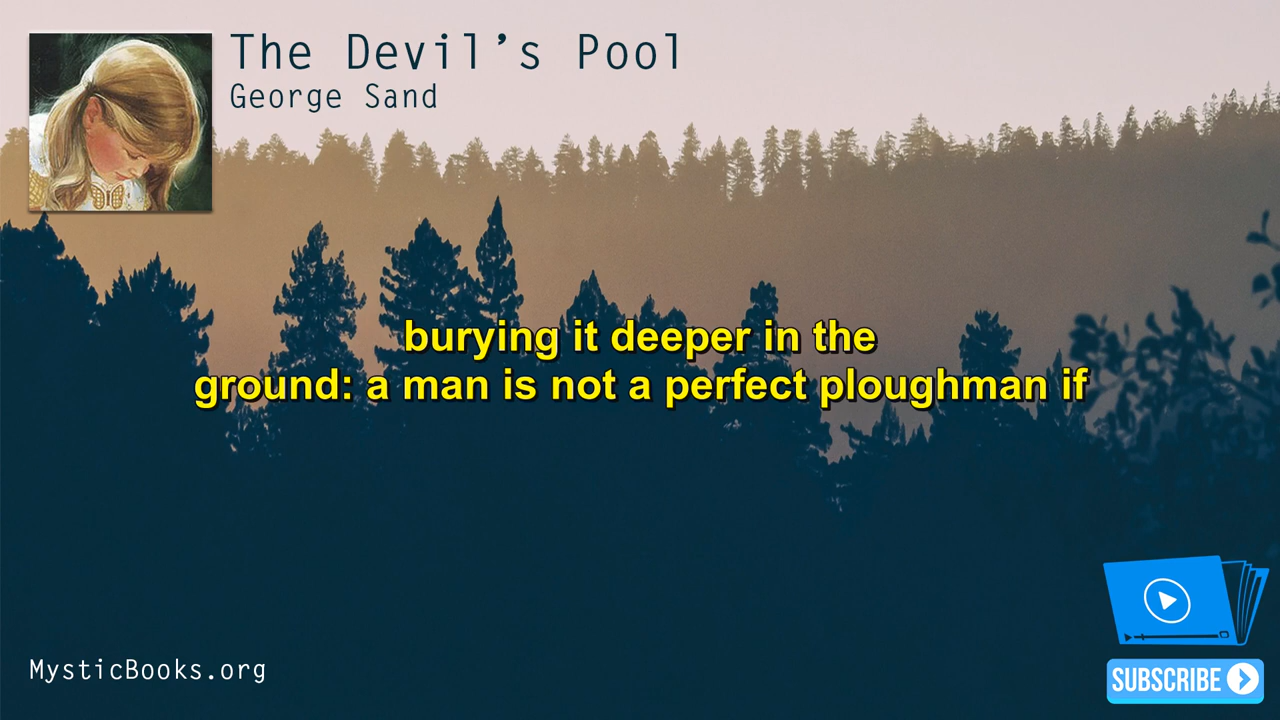 The Devil’s Pool
George Sand
burying it deeper in the
ground: a man is not a perfect ploughman if
MysticBooks.org
SUBSCRIBE